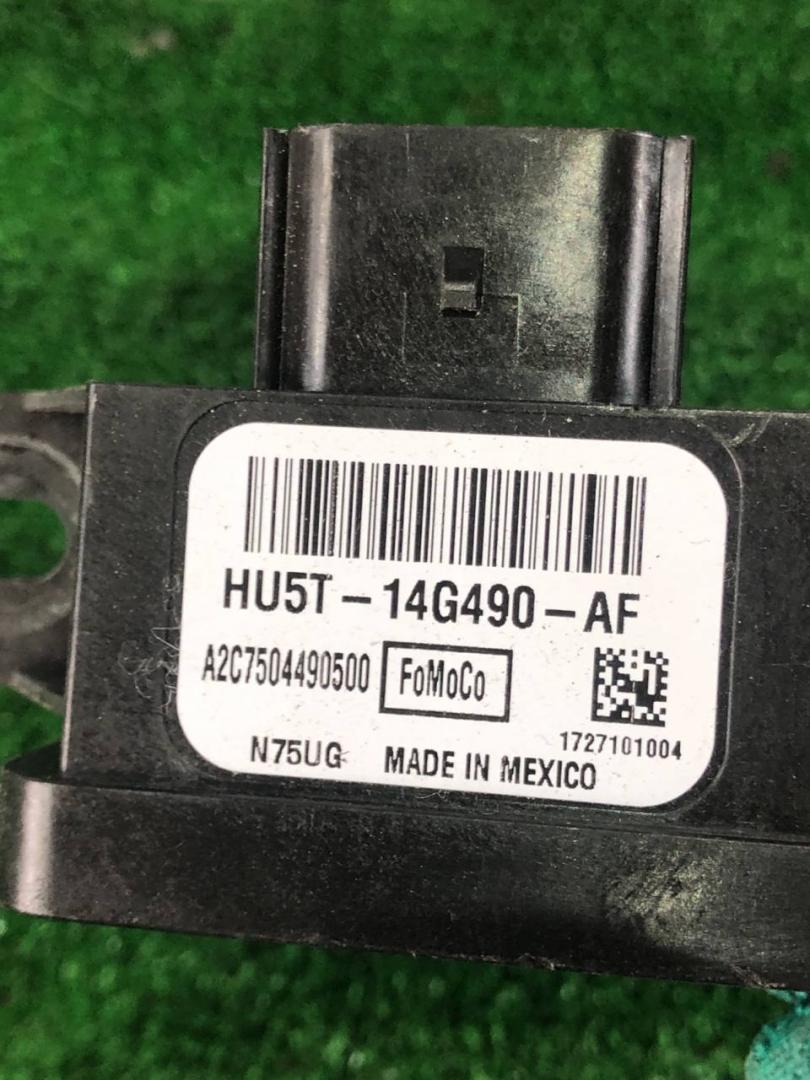 HU5T-14G490-AF
A2C7504490500 FoMoCo
1727101004
N75UG MADE IN MEXICO